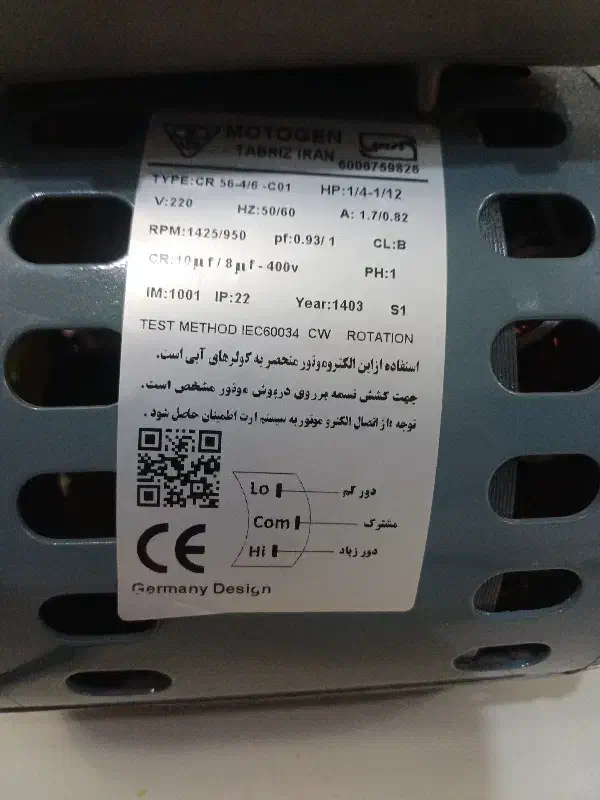 MOTOGEN
TABRIZ IRAN
6006759826
TYPE:CR 56-4/6 -C01 HP:1/4-1/12
V:220 HZ:50/60 A: 1.7/0.82
RPM:1425/950 pf:0.93/ 1 CL:B
CR:10µf / 8µf - 400v PH:1
IM:1001 IP:22 Year:1403 S1
TEST METHOD IEC60034 CW ROTATION
استفاده از این الکتروموتور منحصر به کولرهای آبی است.
جهت کشش تسمه بر روی درپوش موتور مشخص است.
توجه :از اتصال الکترو موتور به سیستم ارت اطمینان حاصل شود .
Lo دور کم
Com مشترک
Hi دور زیاد
CE
Germany Design